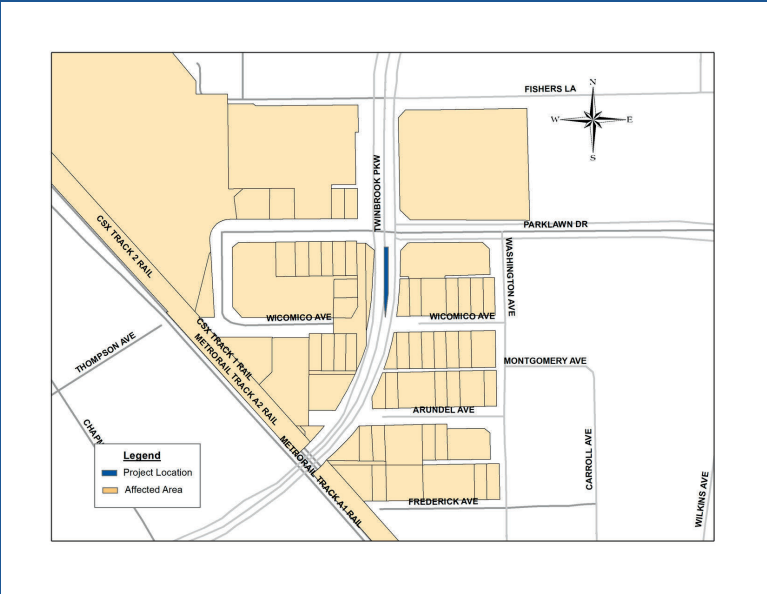 FISHERS LA
N
W
E
S
TWINBROOK PKW
PARKLAWN DR
CSX TRACK 2 RAIL
WASHINGTON AVE
WICOMICO AVE
WICOMICO AVE
CSX TRACK 1 RAIL
METRORAIL TRACK A2 RAIL
THOMPSON AVE
MONTGOMERY AVE
ARUNDEL AVE
CHAPM
METRORAIL TRACK A1 RAIL
CARROLL AVE
WILKINS AVE
FREDERICK AVE
Legend
Project Location
Affected Area